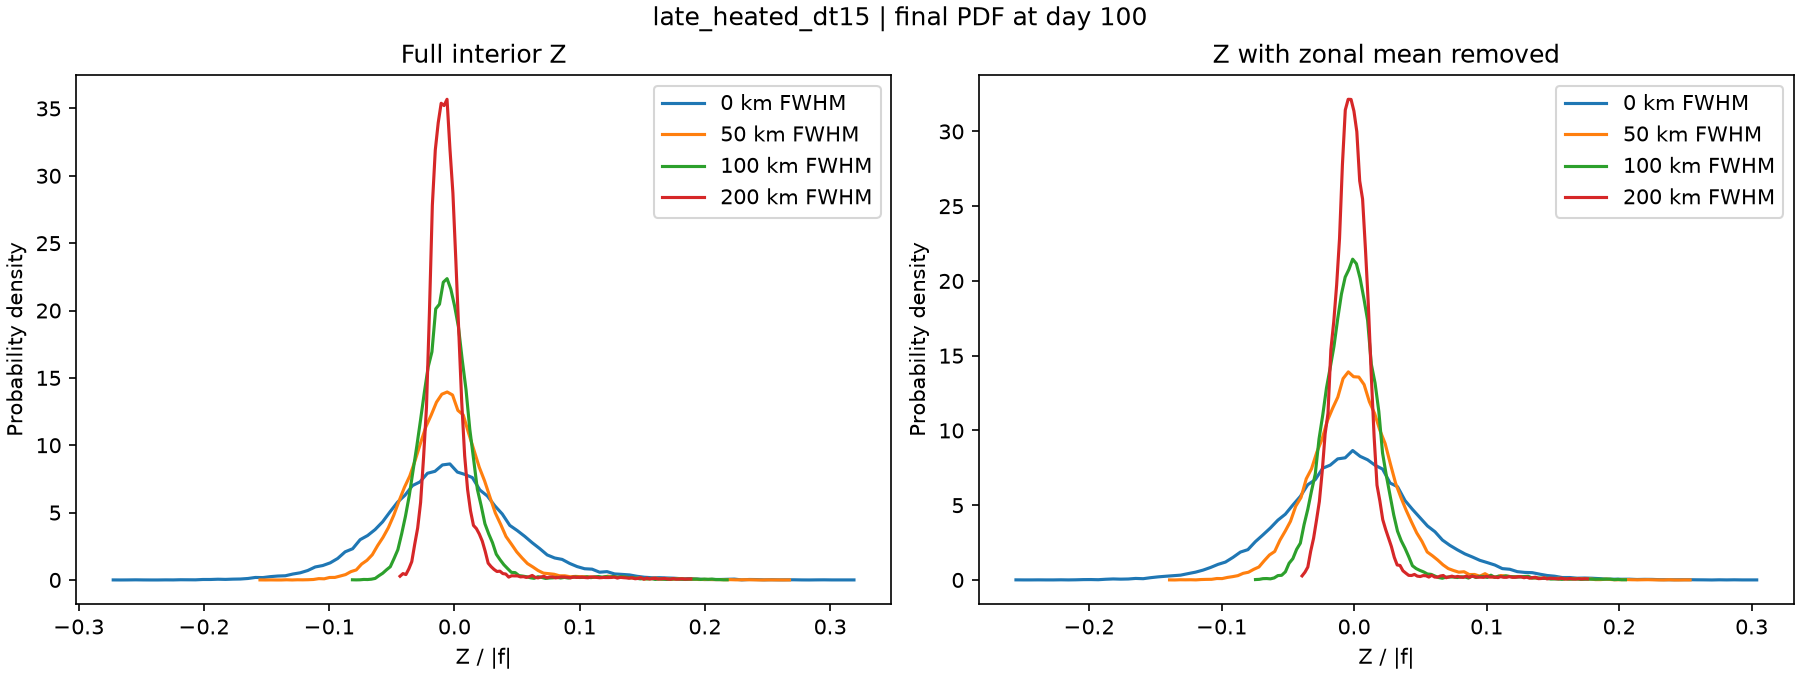 late_heated_dt15 | final PDF at day 100
Full interior Z
Probability density
35
30
25
20
15
10
5
0
−0.3
−0.2
−0.1
0.0
0.1
0.2
0.3
Z / |f|
0 km FWHM
50 km FWHM
100 km FWHM
200 km FWHM
Z with zonal mean removed
Probability density
30
25
20
15
10
5
0
−0.2
−0.1
0.0
0.1
0.2
0.3
Z / |f|
0 km FWHM
50 km FWHM
100 km FWHM
200 km FWHM